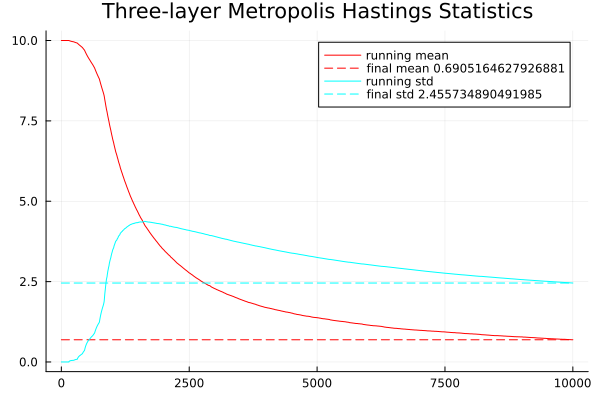 Three-layer Metropolis Hastings Statistics
10.0
7.5
5.0
2.5
0.0
running mean
final mean 0.6905164627926881
running std
final std 2.455734890491985
0
2500
5000
7500
10000